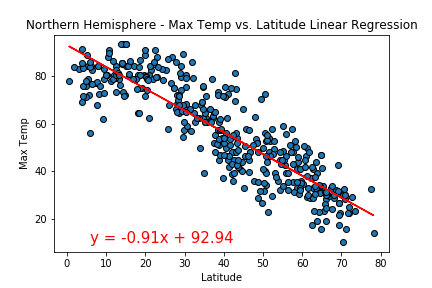 Northern Hemisphere - Max Temp vs. Latitude Linear Regression
Max Temp
80
60
40
20
y = -0.91x + 92.94
0 10 20 30 40 50 60 70 80
Latitude